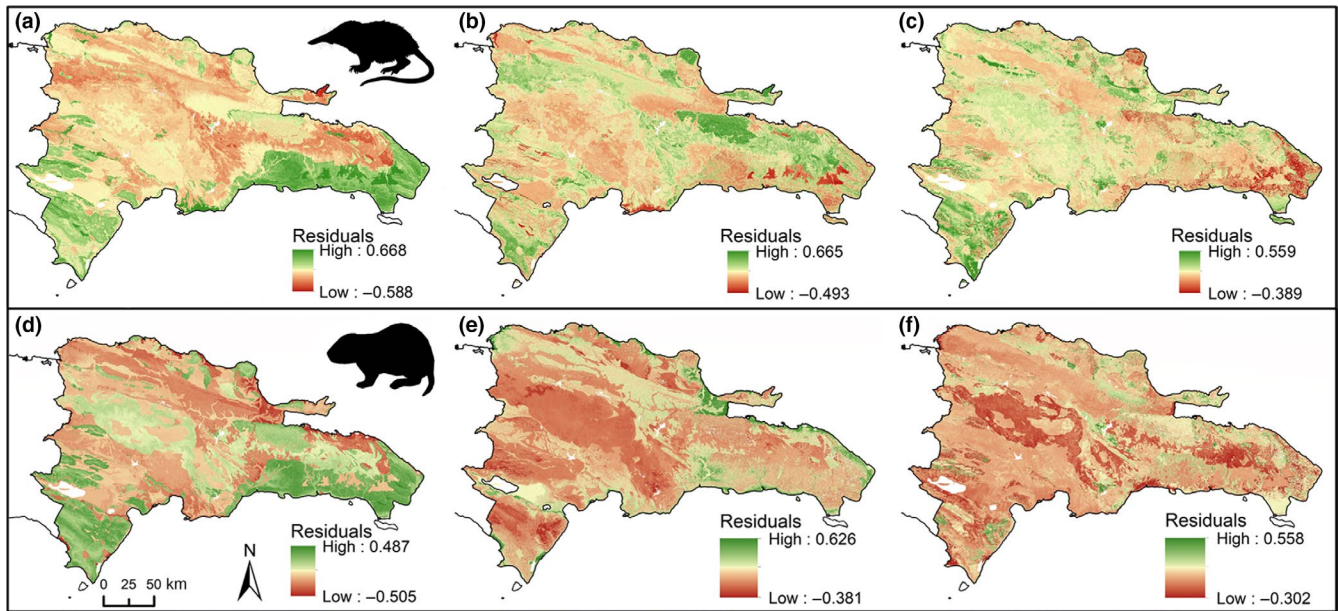 (a)
(b)
(c)
Residuals
High : 0.668
Low : –0.588
Residuals
High : 0.665
Low : –0.493
Residuals
High : 0.559
Low : –0.389
(d)
(e)
(f)
N
0 25 50 km
Residuals
High : 0.487
Low : –0.505
Residuals
High : 0.626
Low : –0.381
Residuals
High : 0.558
Low : –0.302